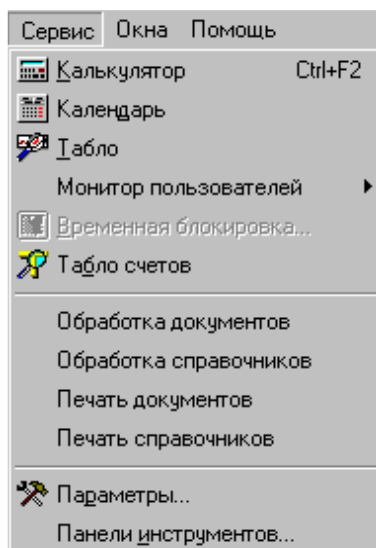 Сервис Окна Помощь
Калькулятор Ctrl+F2
Календарь
Табло
Монитор пользователей
Временная блокировка...
Табло счетов
Обработка документов
Обработка справочников
Печать документов
Печать справочников
Параметры...
Панели инструментов...